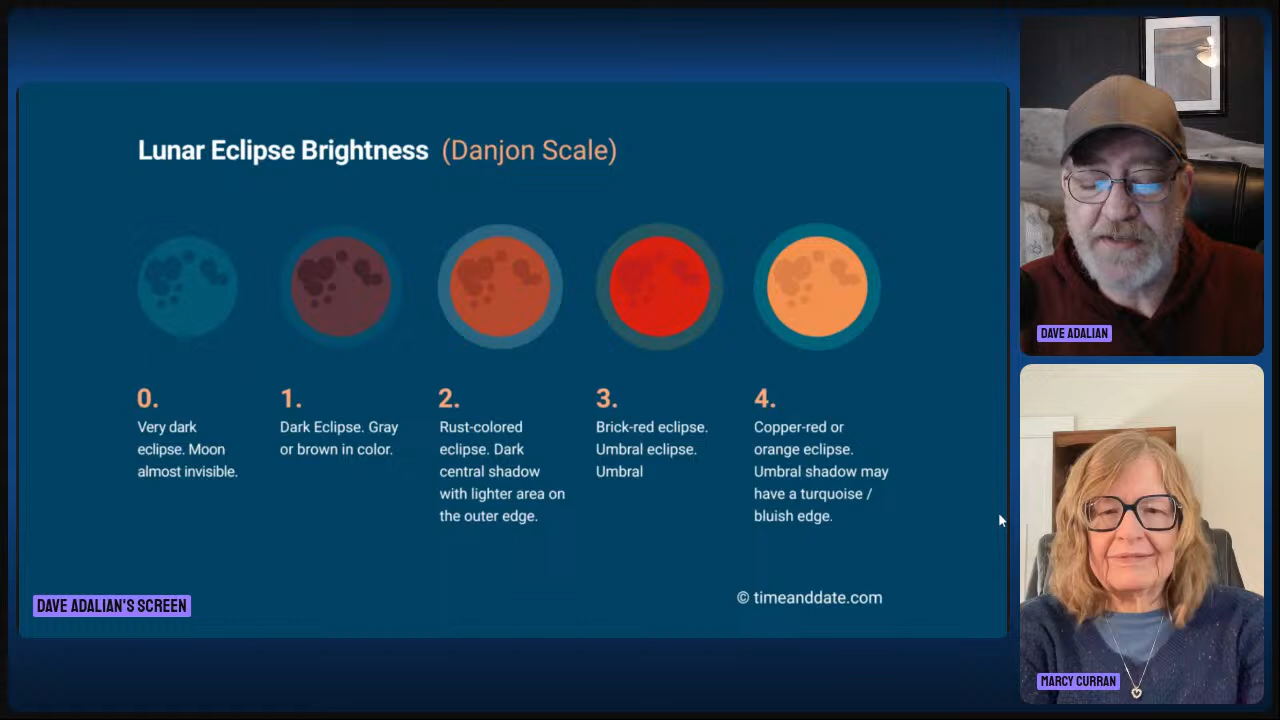 Lunar Eclipse Brightness (Danjon Scale)
0.
Very dark
eclipse. Moon
almost invisible.
1.
Dark Eclipse. Gray
or brown in color.
2.
Rust-colored
eclipse. Dark
central shadow
with lighter area on
the outer edge.
3.
Brick-red eclipse.
Umbral eclipse.
Umbral
4.
Copper-red or
orange eclipse.
Umbral shadow may
have a turquoise /
bluish edge.
© timeanddate.com
DAVE ADALIAN'S SCREEN
DAVE ADALIAN
MARCY CURRAN